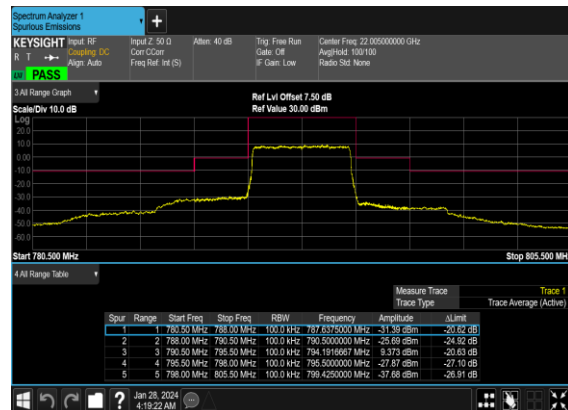 Spectrum Analyzer 1
Spurious Emissions
KEYSIGHT
R T
LW PASS
Input: RF
Coupling: DC
Align: Auto
Input Z: 50 Ω
Corr CCorr
Freq Ref: Int (S)
Atten: 40 dB
Trig: Free Run
Gate: Off
IF Gain: Low
Center Freq: 22.005000000 GHz
Avg|Hold: 100/100
Radio Std: None
3 All Range Graph
Scale/Div 10.0 dB
Ref Lvl Offset 7.50 dB
Ref Value 30.00 dBm
Log
20.0
10.0
0.00
-10.0
-20.0
-30.0
-40.0
-50.0
-60.0
Start 780.500 MHz
Stop 805.500 MH
4 All Range Table
Measure Trace Trace 1
Trace Type Trace Average (Active)
Spur Range Start Freq Stop Freq RBW Frequency Amplitude ΔLimit
1 1 780.50 MHz 788.00 MHz 100.0 kHz 787.6375000 MHz -31.39 dBm -20.62 dB
2 2 788.00 MHz 790.50 MHz 100.0 kHz 790.5000000 MHz -25.69 dBm -24.92 dB
3 3 790.50 MHz 795.50 MHz 100.0 kHz 794.1916667 MHz 9.373 dBm -20.63 dB
4 4 795.50 MHz 798.00 MHz 100.0 kHz 795.5000000 MHz -27.87 dBm -27.10 dB
5 5 798.00 MHz 805.50 MHz 100.0 kHz 799.4250000 MHz -37.68 dBm -26.91 dB
Jan 28, 2024
4:19:22 AM